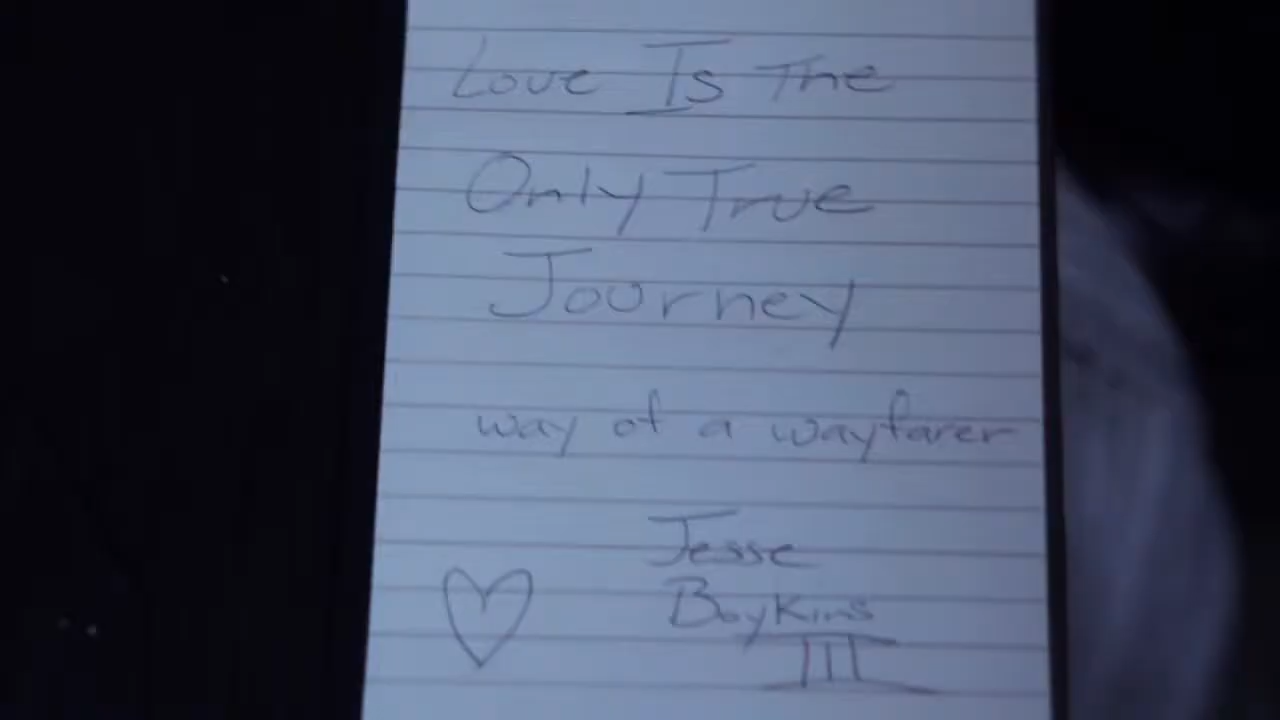 Love Is The
Only True
Journey
way of a wayfarer
Jesse
Boykins
III